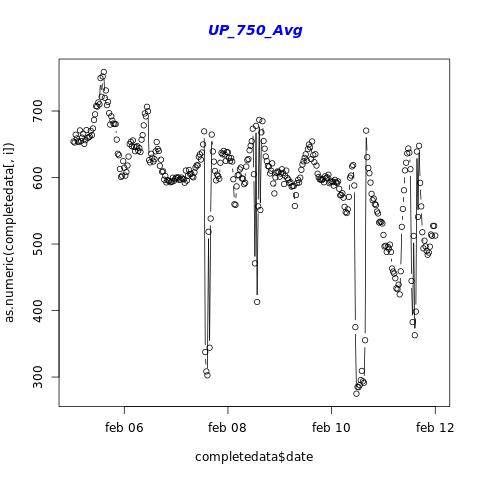 UP_750_Avg
as.numeric(completedata[, i])
700
600
500
400
300
feb 06
feb 08
feb 10
feb 12
completedata$date